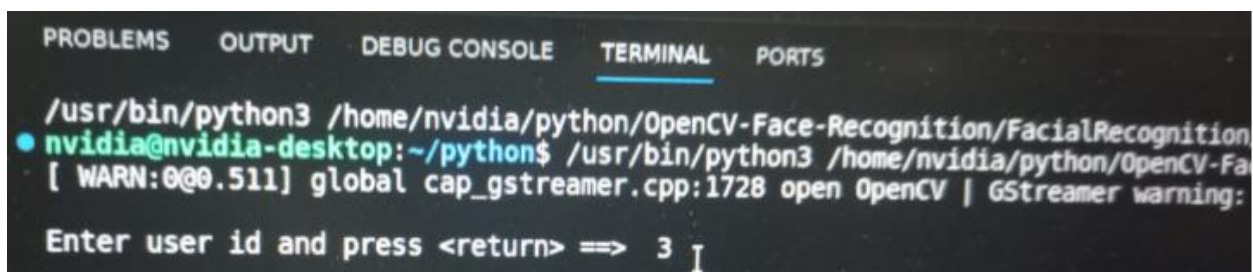 PROBLEMS OUTPUT DEBUG CONSOLE TERMINAL PORTS
/usr/bin/python3 /home/nvidia/python/OpenCV-Face-Recognition/FacialRecognition
nvidia@nvidia-desktop:~/python$ /usr/bin/python3 /home/nvidia/python/OpenCV-Fa
[ WARN:0@0.511] global cap_gstreamer.cpp:1728 open OpenCV | GStreamer warning:
Enter user id and press <return> ==> 3